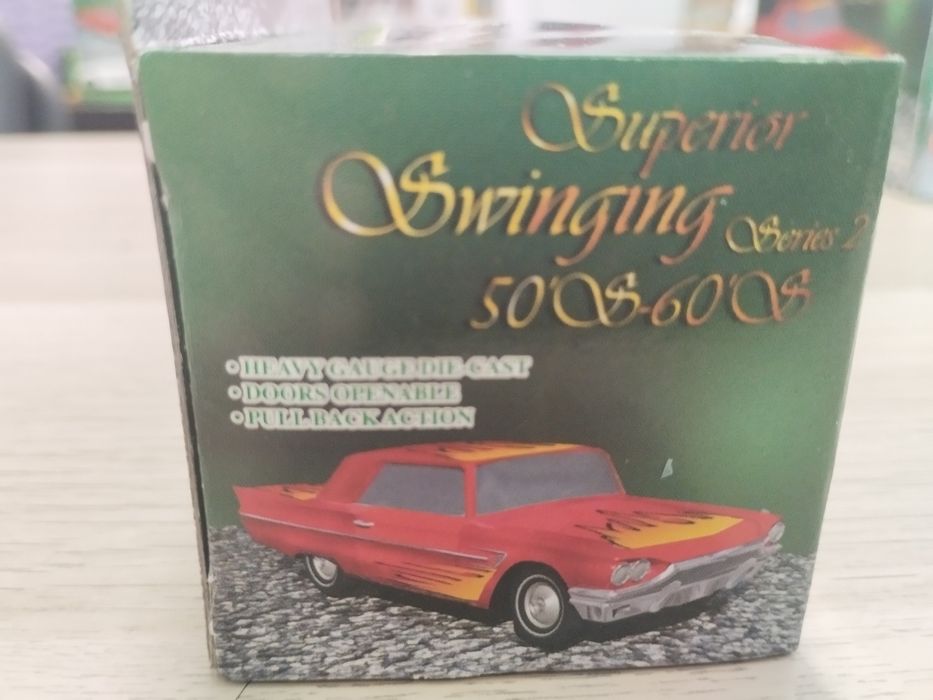 Superior
Swinging
Series 2
50'S-60'S
• HEAVY GAUGE DIE CAST
• DOORS OPENABLE
• PULL BACK ACTION